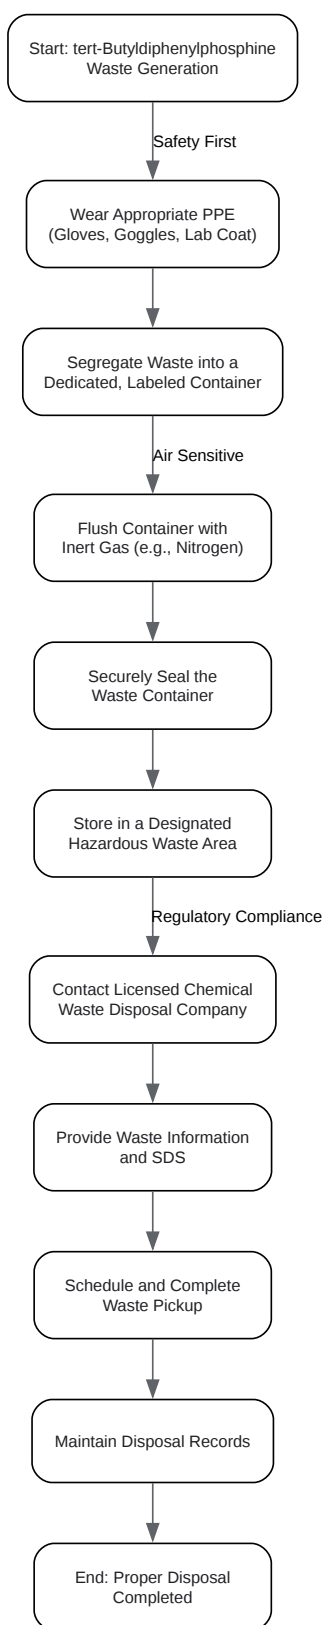 Start: tert-Butyldiphenylphosphine
Waste Generation
Safety First
Wear Appropriate PPE
(Gloves, Goggles, Lab Coat)
Segregate Waste into a
Dedicated, Labeled Container
Air Sensitive
Flush Container with
Inert Gas (e.g., Nitrogen)
Securely Seal the
Waste Container
Store in a Designated
Hazardous Waste Area
Regulatory Compliance
Contact Licensed Chemical
Waste Disposal Company
Provide Waste Information
and SDS
Schedule and Complete
Waste Pickup
Maintain Disposal Records
End: Proper Disposal
Completed